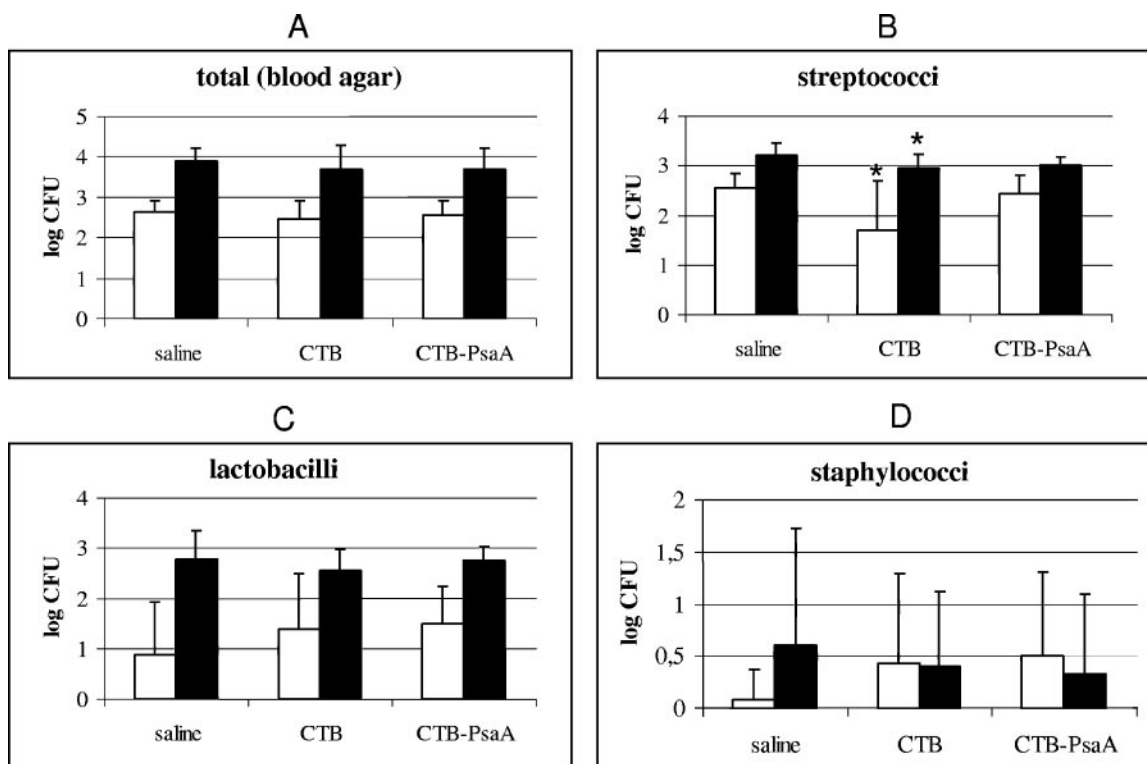 A
total (blood agar)
5
4
3
2
1
0
log CFU
saline CTB CTB-PsaA
B
streptococci
4
3
2
1
0
log CFU
* *
saline CTB CTB-PsaA
C
lactobacilli
4
3
2
1
0
log CFU
saline CTB CTB-PsaA
D
staphylococci
2
1,5
1
0,5
0
log CFU
saline CTB CTB-PsaA